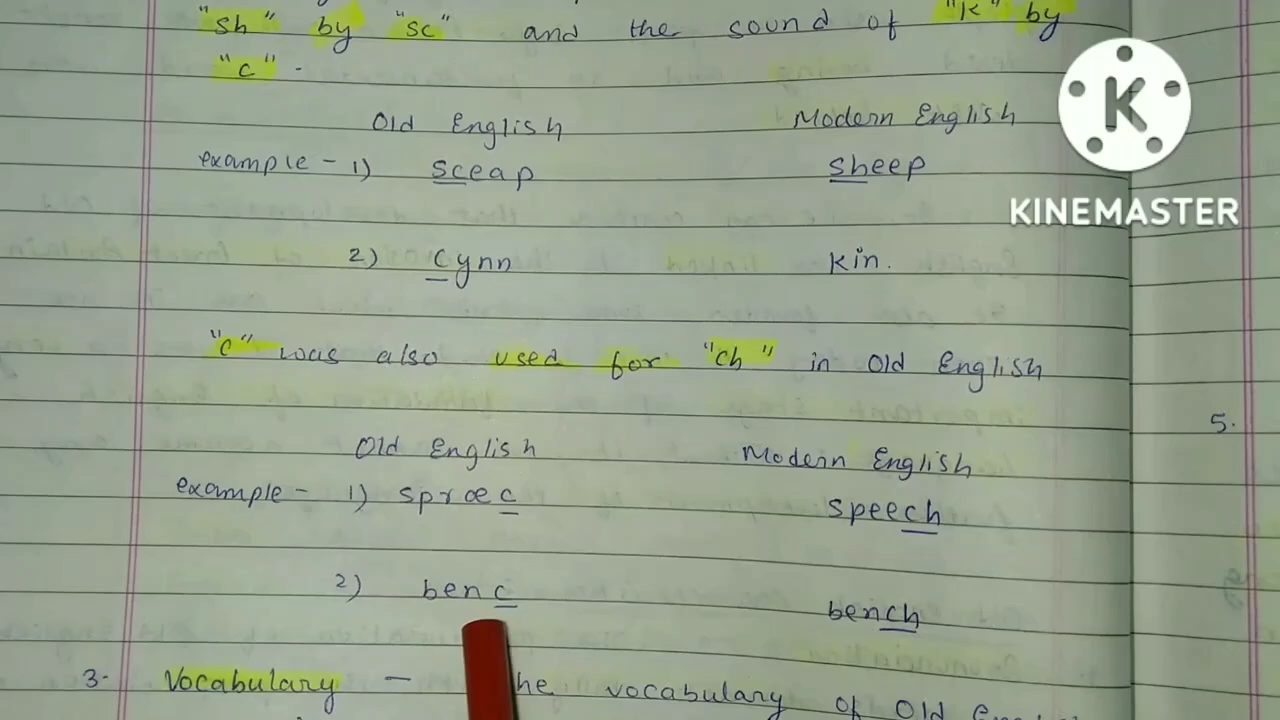 "sh" by "sc" and the sound of "k" by
"c" -
Old English Modern English
example - 1) sceap sheep
2) cynn kin.
"c" was also used for "ch" in Old English
Old English Modern English
example - 1) spræc speech
2) benc bench
3. Vocabulary - the vocabulary of Old
5.
K
KINEMASTER